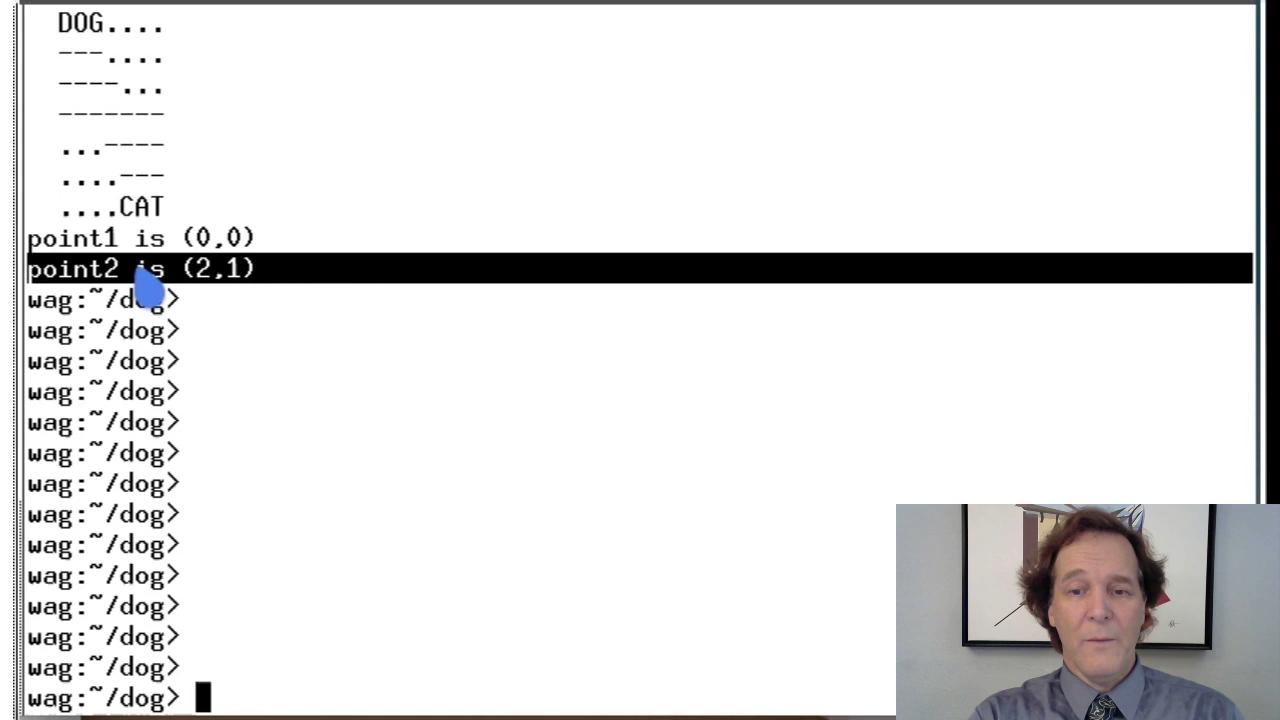 DOG....
---....
----...
-------
...----
....---
....CAT
point1 is (0,0)
point2 is (2,1)
wag:~/dog>
wag:~/dog>
wag:~/dog>
wag:~/dog>
wag:~/dog>
wag:~/dog>
wag:~/dog>
wag:~/dog>
wag:~/dog>
wag:~/dog>
wag:~/dog>
wag:~/dog>
wag:~/dog>
wag:~/dog>